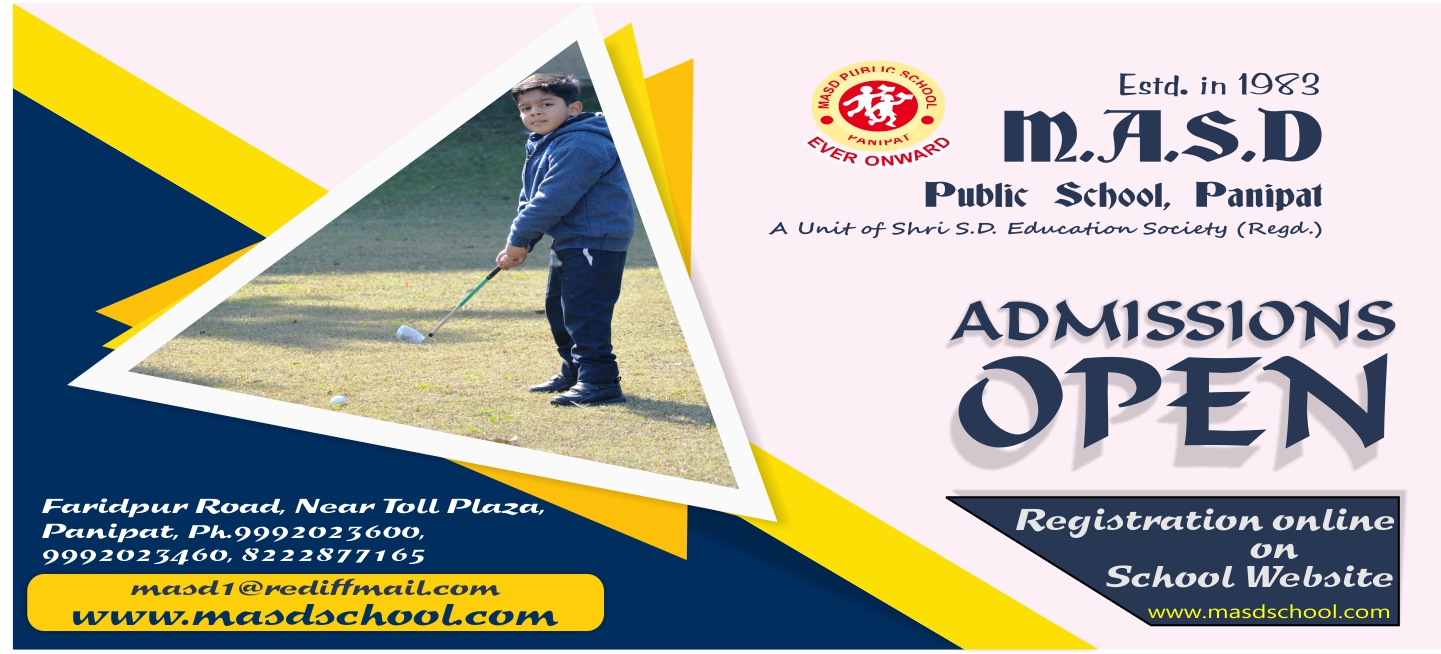 MASD PUBLIC SCHOOL
PANIPAT
EVER ONWARD
Estd. in 1983
M.A.S.D
Public School, Panipat
A Unit of Shri S.D. Education Society (Regd.)
ADMISSIONS
OPEN
Registration online
on
School Website
www.masdschool.com
Faridpur Road, Near Toll Plaza,
Panipat, Ph.9992023600,
9992023460, 8222877165
masd1@rediffmail.com
www.masdschool.com